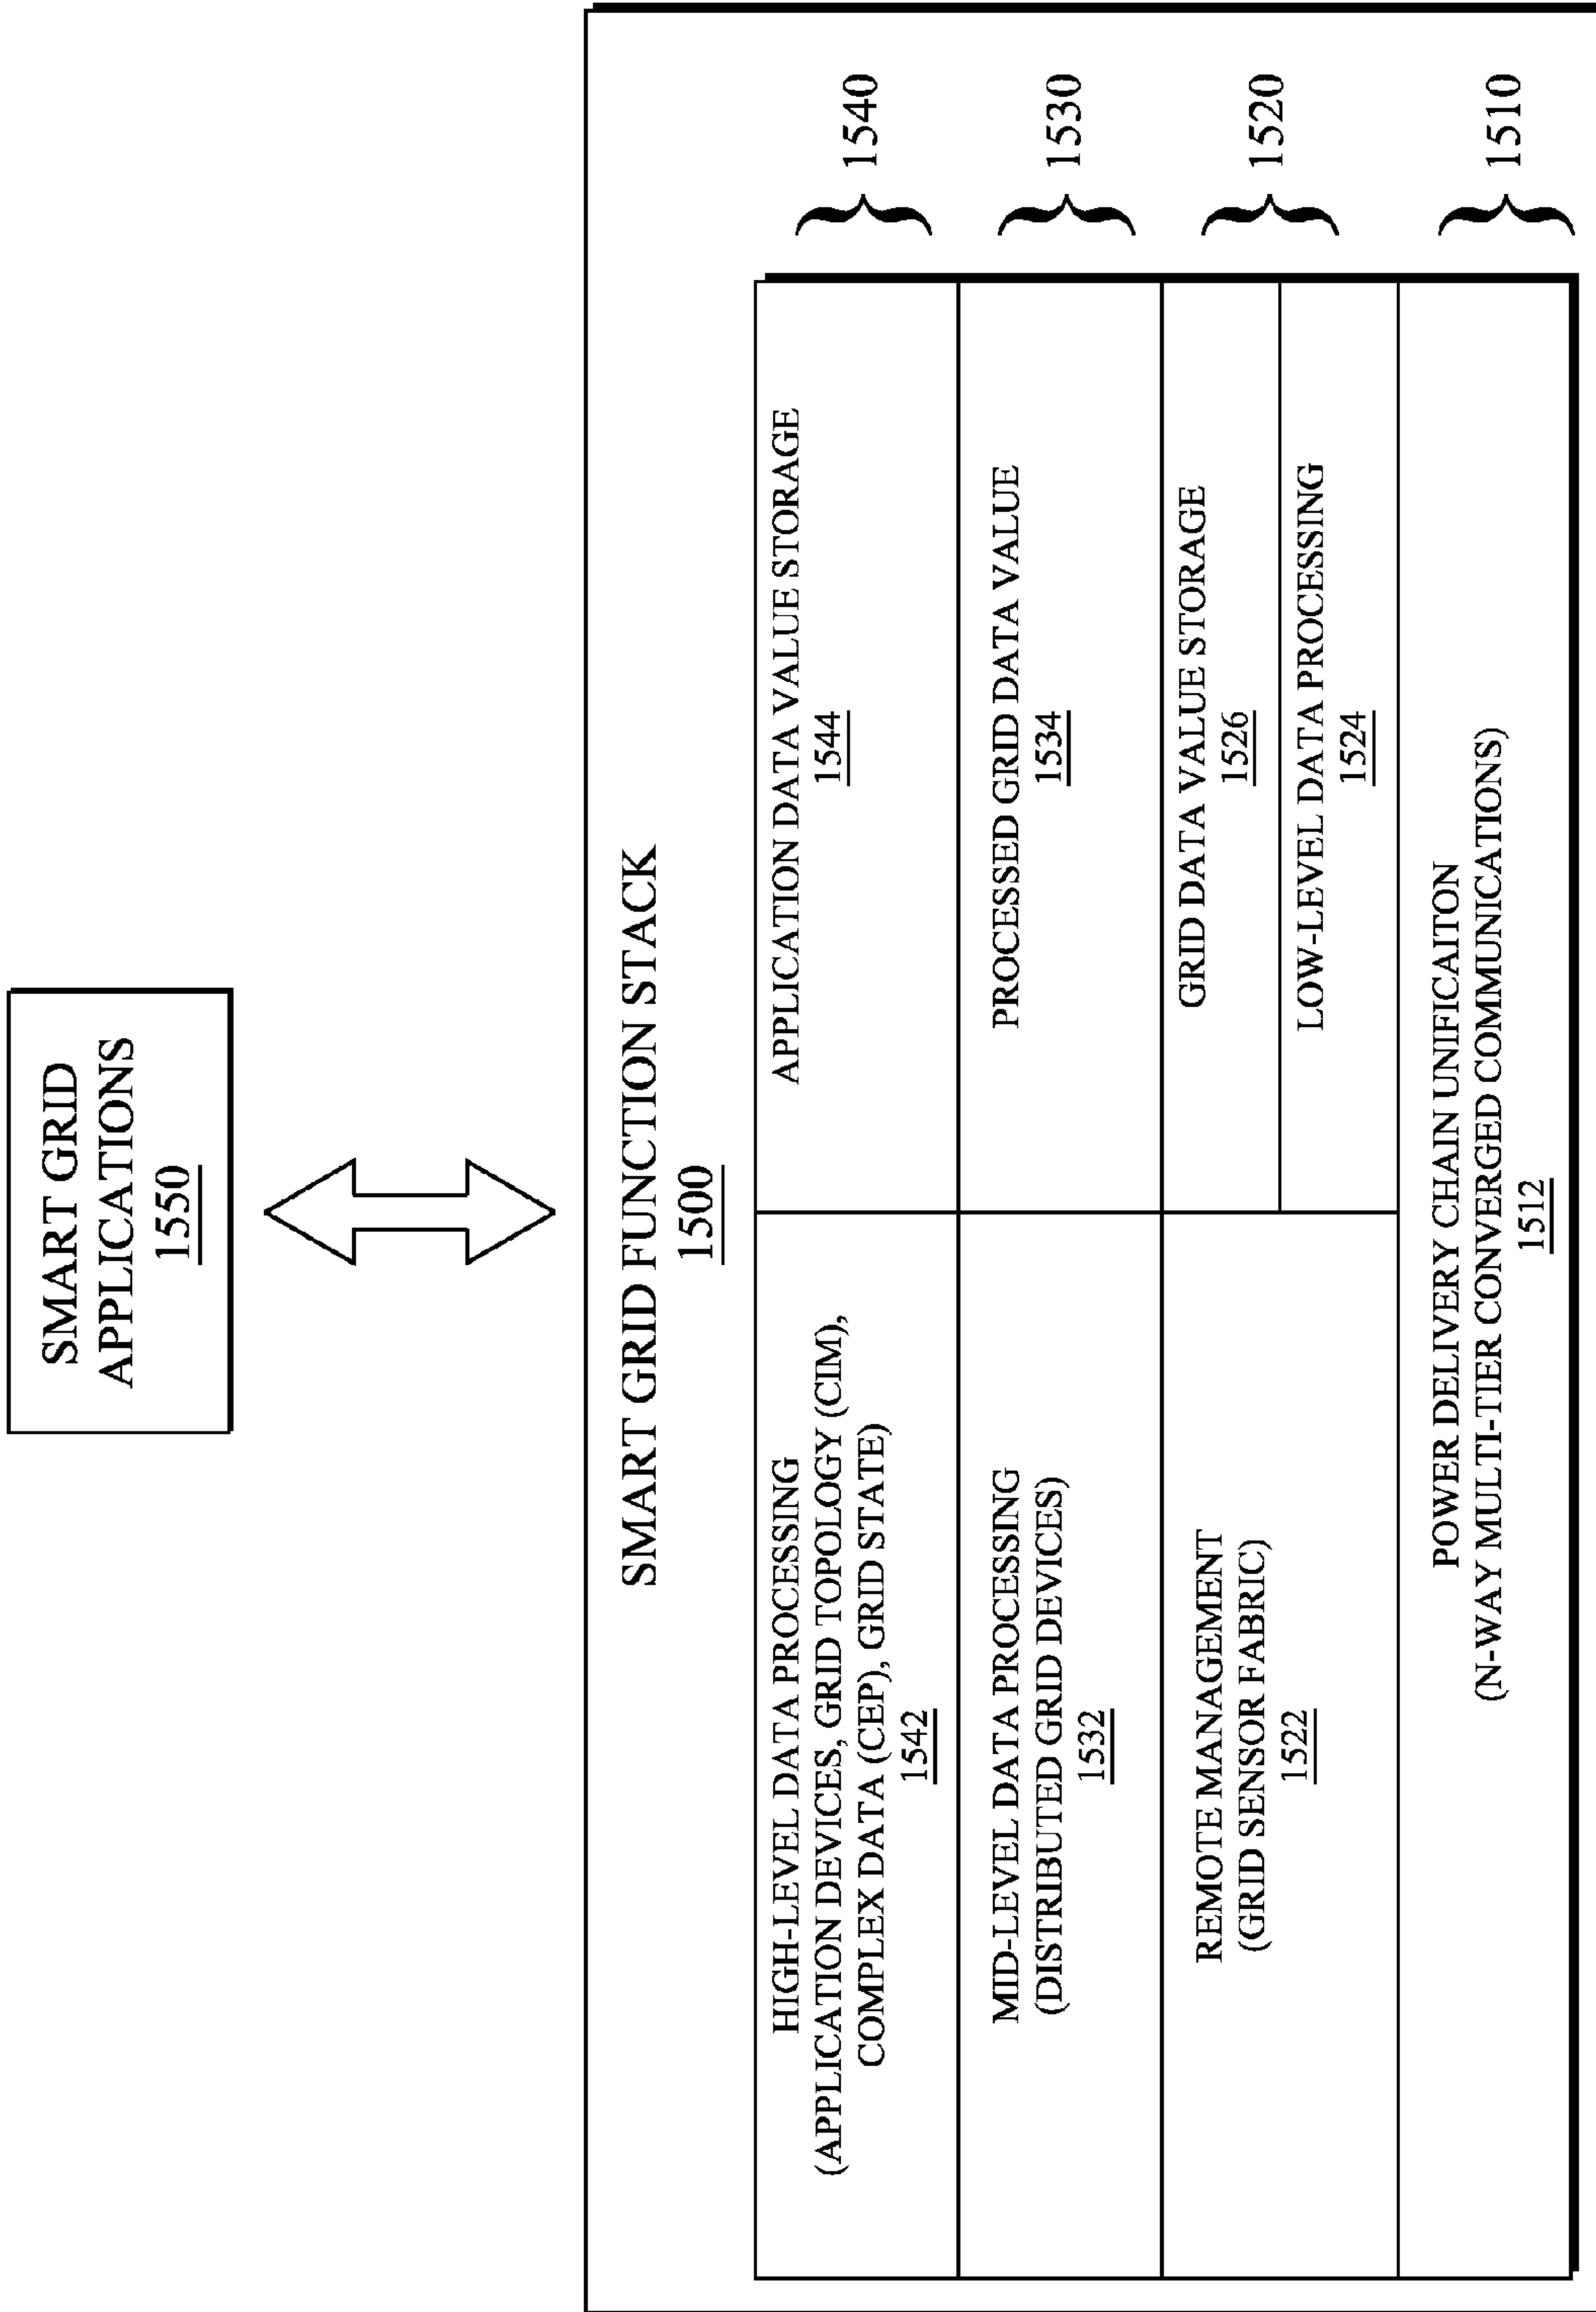 SMART GRID
APPLICATIONS
1550
SMART GRID FUNCTION STACK
1500
HIGH-LEVEL DATA PROCESSING
(APPLICATION DEVICES, GRID TOPOLOGY (CIM),
COMPLEX DATA (CEP), GRID STATE)
1542
APPLICATION DATA VALUE STORAGE
1544
1540
MID-LEVEL DATA PROCESSING
(DISTRIBUTED GRID DEVICES)
1532
PROCESSED GRID DATA VALUE
1534
1530
REMOTE MANAGEMENT
(GRID SENSOR FABRIC)
1522
GRID DATA VALUE STORAGE
1526
LOW-LEVEL DATA PROCESSING
1524
1520
POWER DELIVERY CHAIN UNIFICAITON
(N-WAY MULTI-TIER CONVERGED COMMUNICATIONS)
1512
1510